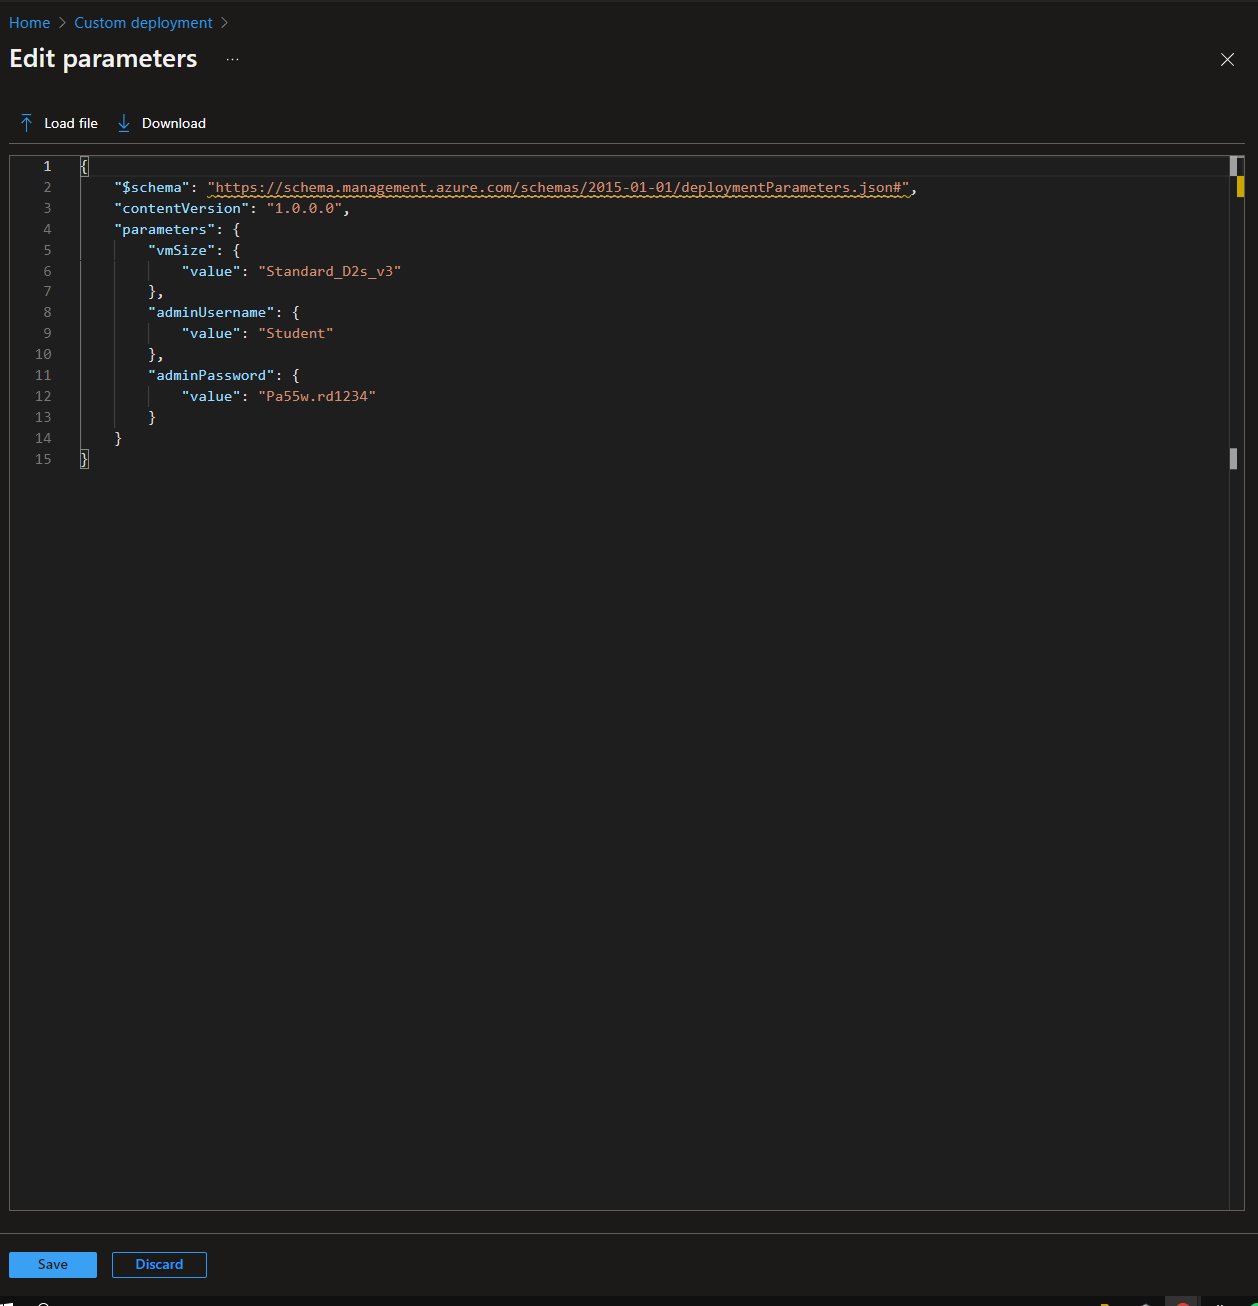 Home > Custom deployment >
Edit parameters ...
Load file Download
1 {
2 "$schema": "https://schema.management.azure.com/schemas/2015-01-01/deploymentParameters.json#",
3 "contentVersion": "1.0.0.0",
4 "parameters": {
5 "vmSize": {
6 "value": "Standard_D2s_v3"
7 },
8 "adminUsername": {
9 "value": "Student"
10 },
11 "adminPassword": {
12 "value": "Pa55w.rd1234"
13 }
14 }
15 }
Save Discard